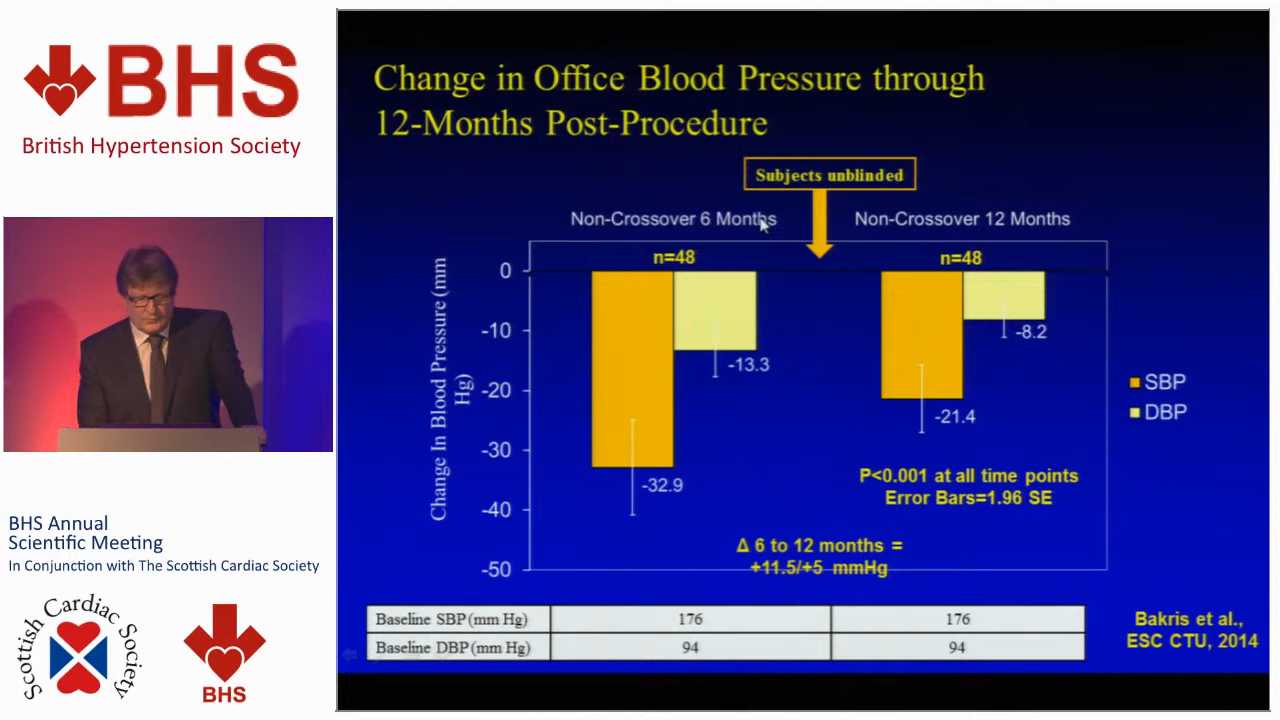 BHS
British Hypertension Society
BHS Annual
Scientific Meeting
In Conjunction with The Scottish Cardiac Society
Scottish Cardiac Society
BHS
Change in Office Blood Pressure through
12-Months Post-Procedure
Subjects unblinded
Non-Crossover 6 Months
Non-Crossover 12 Months
n=48
n=48
Change In Blood Pressure (mm
Hg)
0
-10
-20
-30
-40
-50
-32.9
-13.3
-21.4
-8.2
SBP
DBP
P<0.001 at all time points
Error Bars=1.96 SE
Δ 6 to 12 months =
+11.5/+5 mmHg
Baseline SBP (mm Hg) 176 176
Baseline DBP (mm Hg) 94 94
Bakris et al.,
ESC CTU, 2014